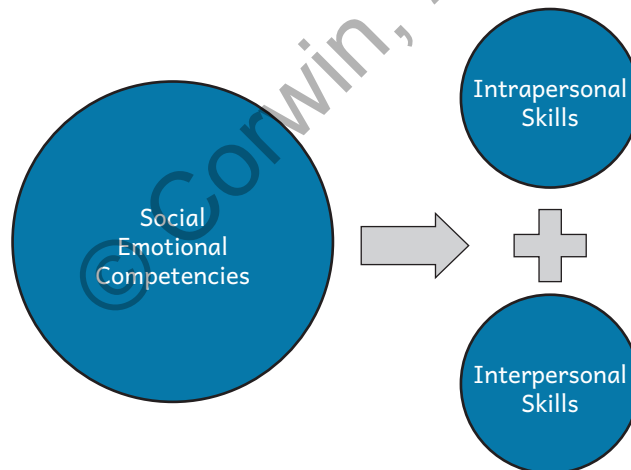 Social
Emotional
Competencies
Intrapersonal
Skills
Interpersonal
Skills
© Corwin,